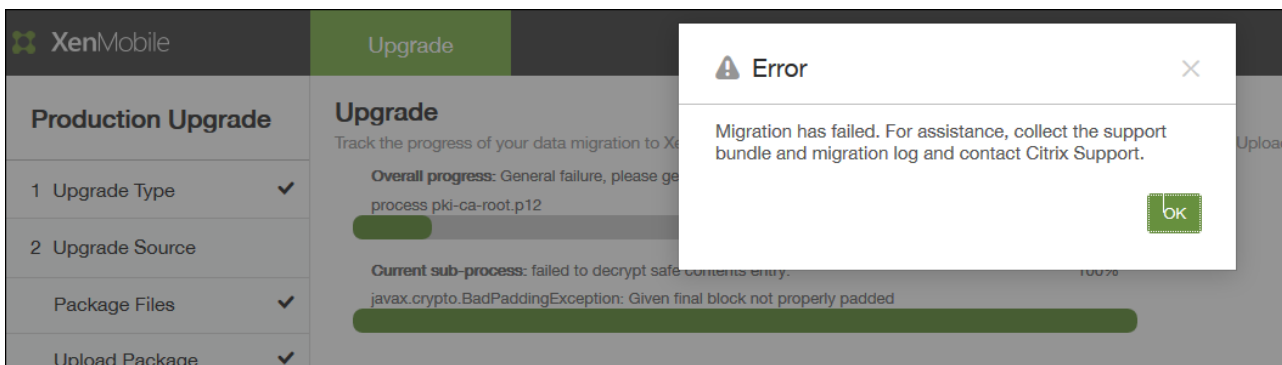 XenMobile
Upgrade
Error
Migration has failed. For assistance, collect the support
bundle and migration log and contact Citrix Support.
OK
Production Upgrade
1 Upgrade Type
2 Upgrade Source
Package Files
Upload Package
Upgrade
Track the progress of your data migration to Xe
Uploa
Overall progress: General failure, please ge
process pki-ca-root.p12
Current sub-process: failed to decrypt safe contents entry. 100%
javax.crypto.BadPaddingException: Given final block not properly padded